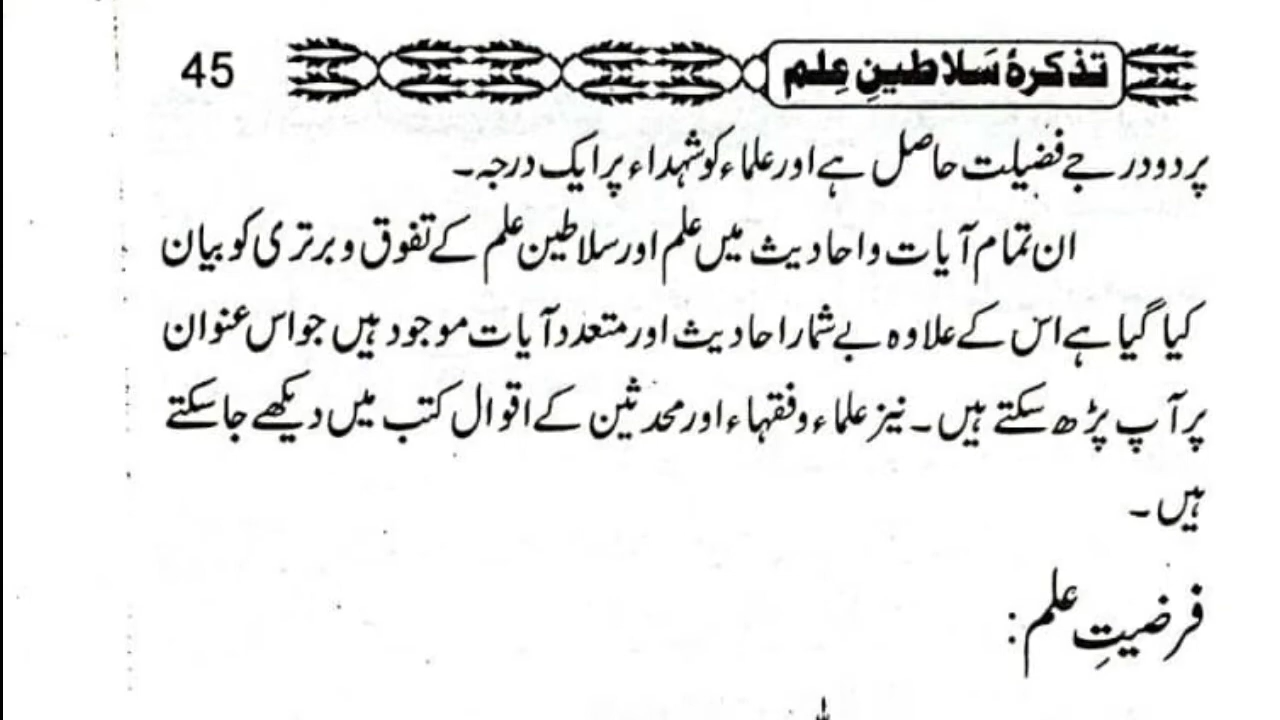 تذکرۂ سَلاطینِ عِلم 45
پر دو درجے فضیلت حاصل ہے اور علماء کو شہداء پر ایک درجہ۔
ان تمام آیات و احادیث میں علم اور سلاطین علم کے تفوق و برتری کو بیان
کیا گیا ہے اس کے علاوہ بے شمار احادیث اور متعدد آیات موجود ہیں جو اس عنوان
پر آپ پڑھ سکتے ہیں۔ نیز علماء و فقہاء اور محدثین کے اقوال کتب میں دیکھے جا سکتے
ہیں۔
فرضیتِ علم: